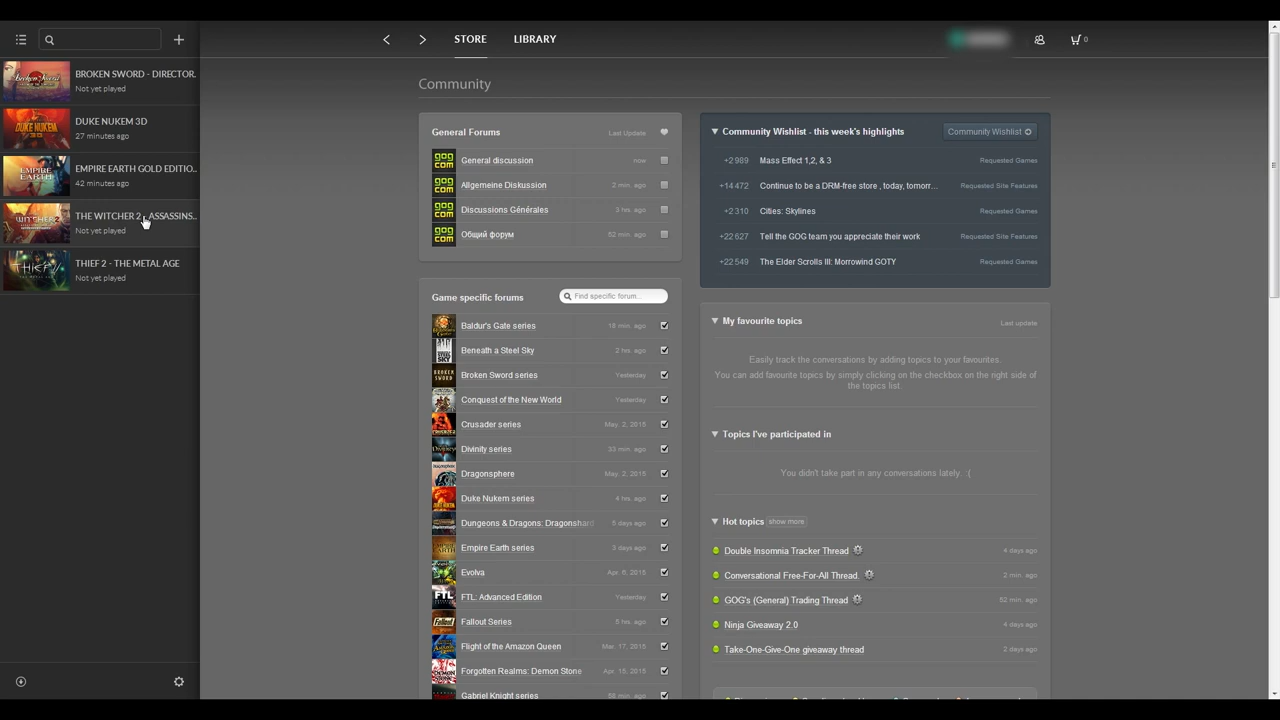 STORE
LIBRARY
0
BROKEN SWORD - DIRECTOR.
Not yet played
DUKE NUKEM 3D
27 minutes ago
EMPIRE EARTH GOLD EDITIO..
42 minutes ago
THE WITCHER 2 - ASSASSINS..
Not yet played
THIEF 2 - THE METAL AGE
Not yet played
Community
General Forums Last Update
General discussion now
Allgemeine Diskussion 2 min. ago
Discussions Générales 3 hrs. ago
Общий форум 52 min. ago
Game specific forums Find specific forum...
Baldur's Gate series 18 min. ago
Beneath a Steel Sky 2 hrs. ago
Broken Sword series Yesterday
Conquest of the New World Yesterday
Crusader series May. 2, 2015
Divinity series 33 min. ago
Dragonsphere May. 2, 2015
Duke Nukem series 4 hrs. ago
Dungeons & Dragons: Dragonshard 5 days ago
Empire Earth series 3 days ago
Evolva Apr. 8, 2015
FTL: Advanced Edition Yesterday
Fallout Series 5 hrs. ago
Flight of the Amazon Queen Mar. 17, 2015
Forgotten Realms: Demon Stone Apr. 15, 2015
Gabriel Knight series 58 min. ago
Community Wishlist - this week's highlights Community Wishlist
+2989 Mass Effect 1,2, & 3 Requested Games
+14472 Continue to be a DRM-free store , today, tomorr... Requested Site Features
+2310 Cities: Skylines Requested Games
+22627 Tell the GOG team you appreciate their work Requested Site Features
+22549 The Elder Scrolls III: Morrowind GOTY Requested Games
My favourite topics Last update
Easily track the conversations by adding topics to your favourites.
You can add favourite topics by simply clicking on the checkbox on the right side of
the topics list.
Topics I've participated in
You didn't take part in any conversations lately. :(
Hot topics show more
Double Insomnia Tracker Thread 4 days ago
Conversational Free-For-All Thread. 2 min. ago
GOG's (General) Trading Thread 52 min. ago
Ninja Giveaway 2.0 4 days ago
Take-One-Give-One giveaway thread 2 days ago